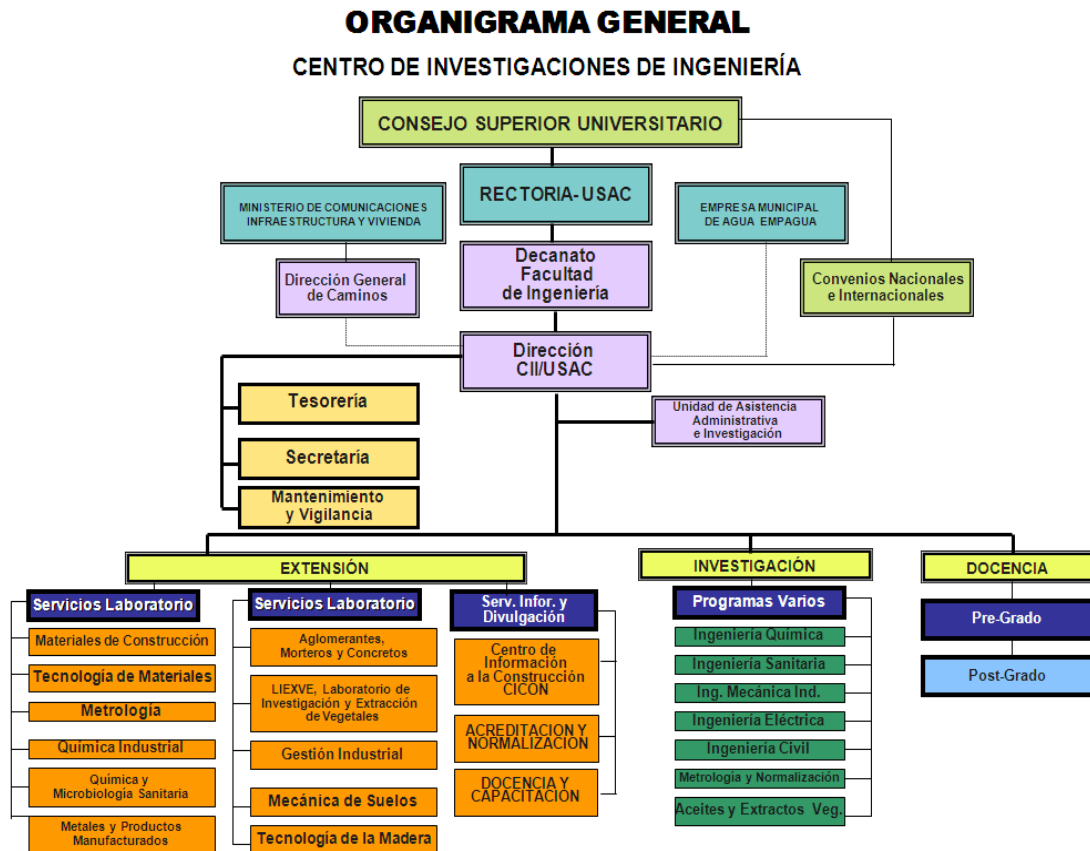 ORGANIGRAMA GENERAL
CENTRO DE INVESTIGACIONES DE INGENIERÍA
CONSEJO SUPERIOR UNIVERSITARIO
RECTORIA- USAC
MINISTERIO DE COMUNICACIONES
INFRAESTRUCTURA Y VIVIENDA
EMPRESA MUNICIPAL
DE AGUA EMPAGUA
Decanato
Facultad
de Ingeniería
Dirección General
de Caminos
Convenios Nacionales
e Internacionales
Dirección
CII/USAC
Tesorería
Unidad de Asistencia
Administrativa
e Investigación
Secretaría
Mantenimiento
y Vigilancia
EXTENSIÓN
INVESTIGACIÓN
DOCENCIA
Servicios Laboratorio
Materiales de Construcción
Tecnología de Materiales
Metrología
Química Industrial
Química y
Microbiología Sanitaria
Metales y Productos
Manufacturados
Servicios Laboratorio
Aglomerantes,
Morteros y Concretos
LIEXVE, Laboratorio de
Investigación y Extracción
de Vegetales
Gestión Industrial
Mecánica de Suelos
Tecnología de la Madera
Serv. Infor. y
Divulgación
Centro de
Información
a la Construcción
CICON
ACREDITACION Y
NORMALIZACIÓN
DOCENCIA Y
CAPACITACIÓN
Programas Varios
Ingeniería Química
Ingeniería Sanitaria
Ing. Mecánica Ind.
Ingeniería Eléctrica
Ingeniería Civil
Metrología y Normalización
Aceites y Extractos Veg.
Pre-Grado
Post-Grado